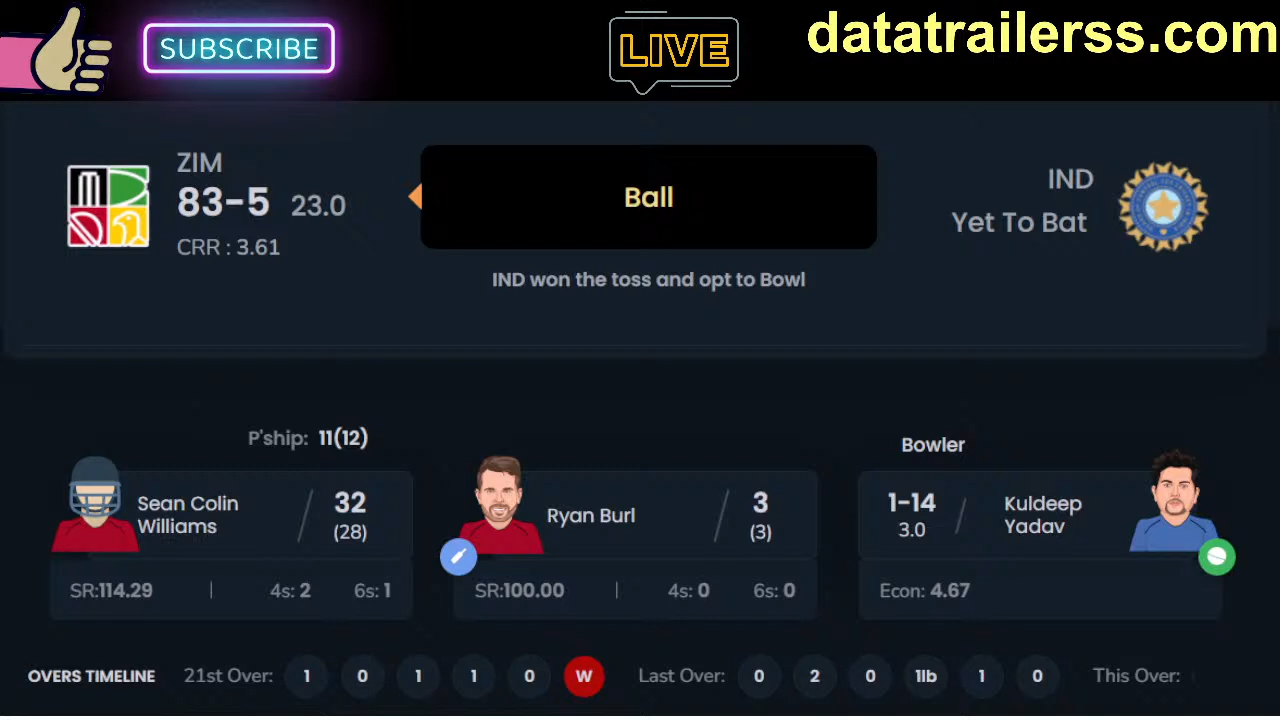 SUBSCRIBE
LIVE
datatrailerss.com
ZIM
83-5 23.0
CRR : 3.61
Ball
IND won the toss and opt to Bowl
IND
Yet To Bat
P'ship: 11(12)
Sean Colin
Williams
32
(28)
SR:114.29 | 4s: 2 6s: 1
Ryan Burl
3
(3)
SR:100.00 | 4s: 0 6s: 0
Bowler
1-14
3.0
Kuldeep
Yadav
Econ: 4.67
OVERS TIMELINE 21st Over: 1 0 1 1 0 W Last Over: 0 2 0 1lb 1 0 This Over: